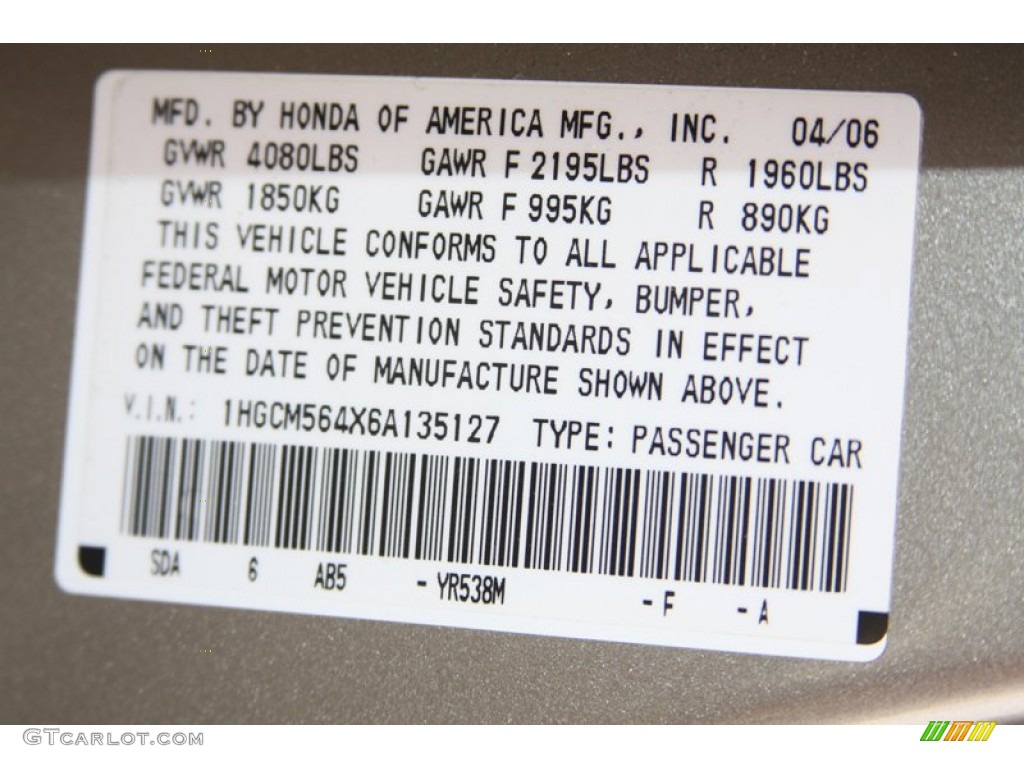 MFD. BY HONDA OF AMERICA MFG., INC. 04/06
GVWR 4080LBS GAWR F 2195LBS R 1960LBS
GVWR 1850KG GAWR F 995KG R 890KG
THIS VEHICLE CONFORMS TO ALL APPLICABLE
FEDERAL MOTOR VEHICLE SAFETY, BUMPER,
AND THEFT PREVENTION STANDARDS IN EFFECT
ON THE DATE OF MANUFACTURE SHOWN ABOVE.
V.I.N.: 1HGCM564X6A135127 TYPE: PASSENGER CAR
SDA 6 AB5 - YR538M - F - A
GTCARLOT.COM